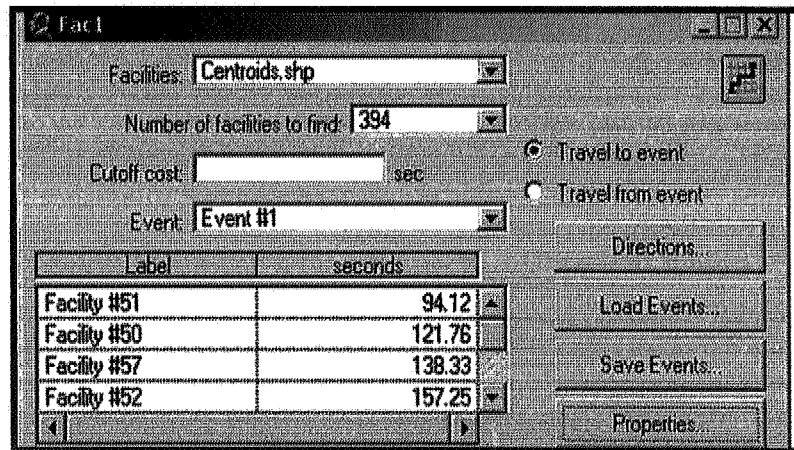 Fac1
Facilities: Centroids.shp
Number of facilities to find: 394
Cutoff cost: sec
Travel to event
Travel from event
Event: Event #1
Directions...
Label seconds
Facility #51 94.12
Load Events...
Facility #50 121.76
Facility #57 138.33
Save Events...
Facility #52 157.25
Properties...